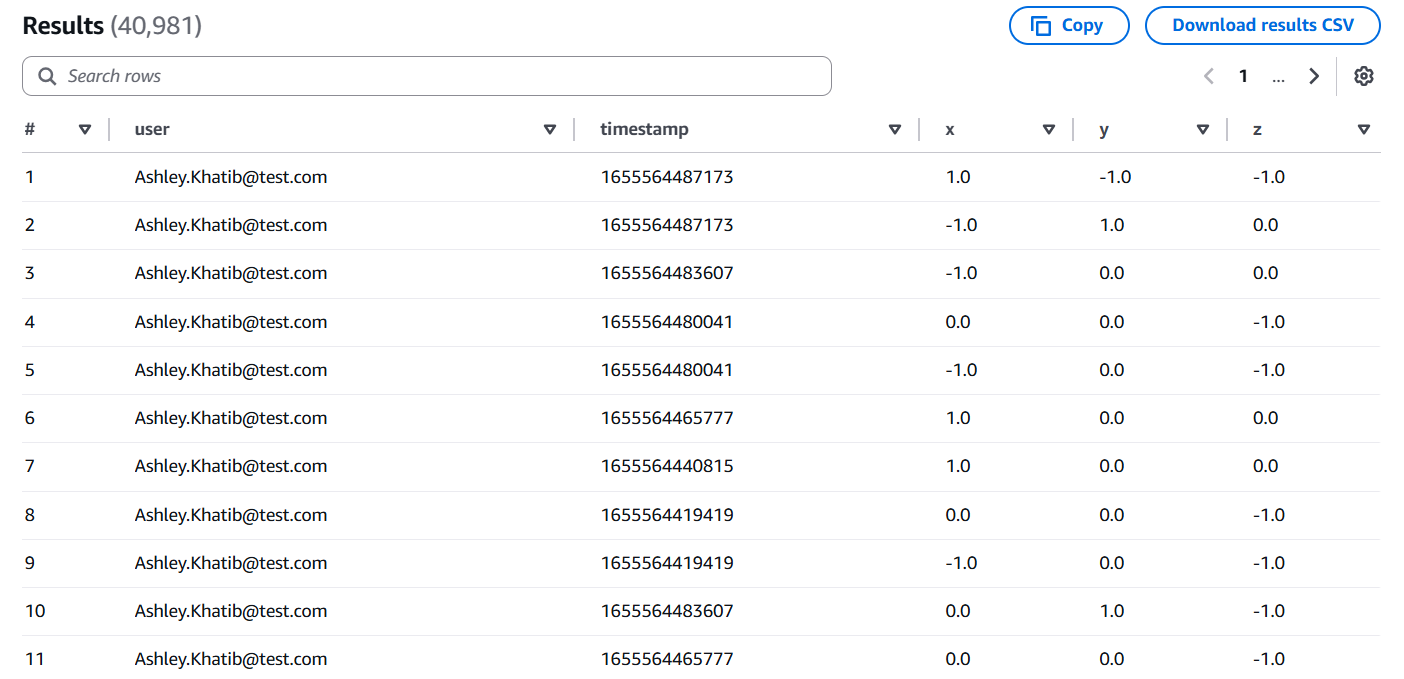 Results (40,981) Copy Download results CSV
Search rows 1 ...
# user timestamp x y z
1 Ashley.Khatib@test.com 1655564487173 1.0 -1.0 -1.0
2 Ashley.Khatib@test.com 1655564487173 -1.0 1.0 0.0
3 Ashley.Khatib@test.com 1655564483607 -1.0 0.0 0.0
4 Ashley.Khatib@test.com 1655564480041 0.0 0.0 -1.0
5 Ashley.Khatib@test.com 1655564480041 -1.0 0.0 -1.0
6 Ashley.Khatib@test.com 1655564465777 1.0 0.0 0.0
7 Ashley.Khatib@test.com 1655564440815 1.0 0.0 0.0
8 Ashley.Khatib@test.com 1655564419419 0.0 0.0 -1.0
9 Ashley.Khatib@test.com 1655564419419 -1.0 0.0 -1.0
10 Ashley.Khatib@test.com 1655564483607 0.0 1.0 -1.0
11 Ashley.Khatib@test.com 1655564465777 0.0 0.0 -1.0